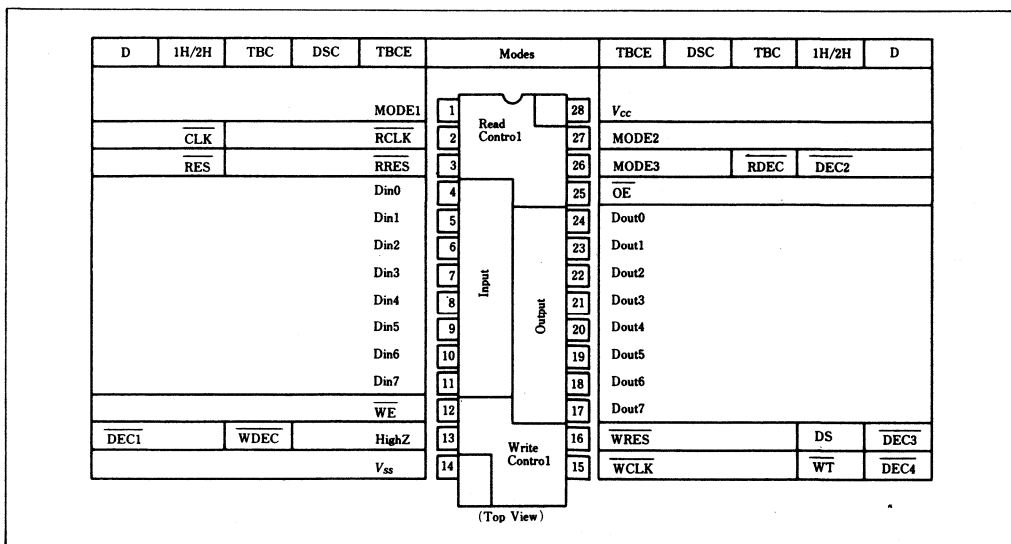 D 1H/2H TBC DSC TBCE Modes TBCE DSC TBC 1H/2H D
MODE1 1 28 Vcc
CLK RCLK 2 27 MODE2
RES RRES 3 26 MODE3 RDEC DEC2
Read
Control
Din0 4 25 OE
Din1 5 24 Dout0
Din2 6 23 Dout1
Din3 7 22 Dout2
Din4 8 21 Dout3
Din5 9 20 Dout4
Din6 10 19 Dout5
Din7 11 18 Dout6
Input
Output
WE 12 17 Dout7
DEC1 WDEC HighZ 13 16 WRES DS DEC3
Vss 14 15 WCLK WT DEC4
Write
Control
(Top View)